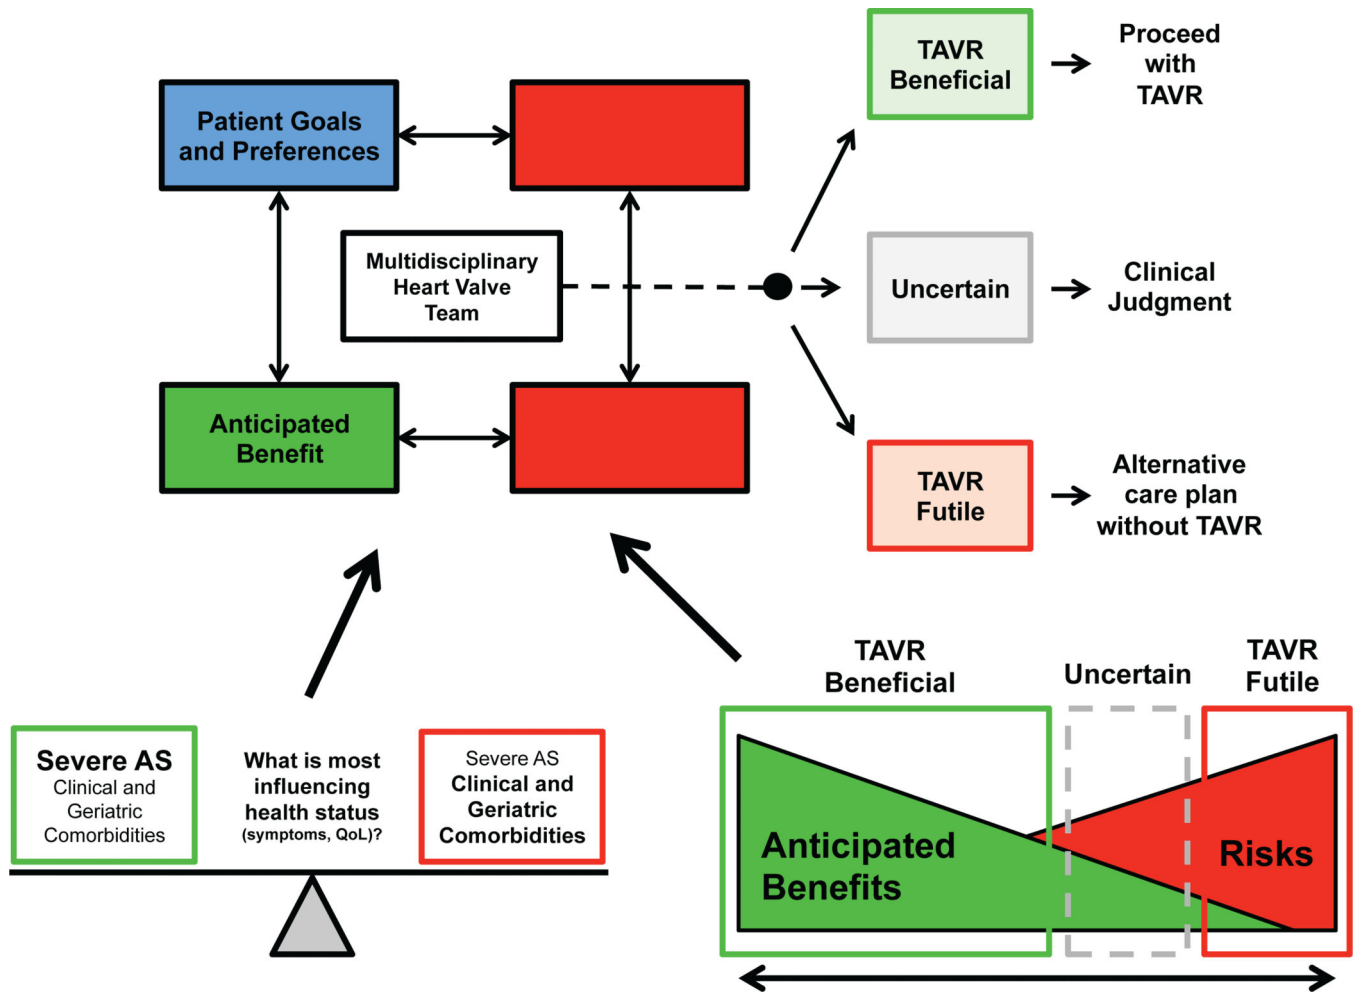 Patient Goals
and Preferences
Multidisciplinary
Heart Valve
Team
Anticipated
Benefit
TAVR
Beneficial
Proceed
with
TAVR
Uncertain
Clinical
Judgment
TAVR
Futile
Alternative
care plan
without TAVR
Severe AS
Clinical and
Geriatric
Comorbidities
What is most
influencing
health status
(symptoms, QoL)?
Severe AS
Clinical and
Geriatric
Comorbidities
TAVR
Beneficial
Uncertain
TAVR
Futile
Anticipated
Benefits
Risks